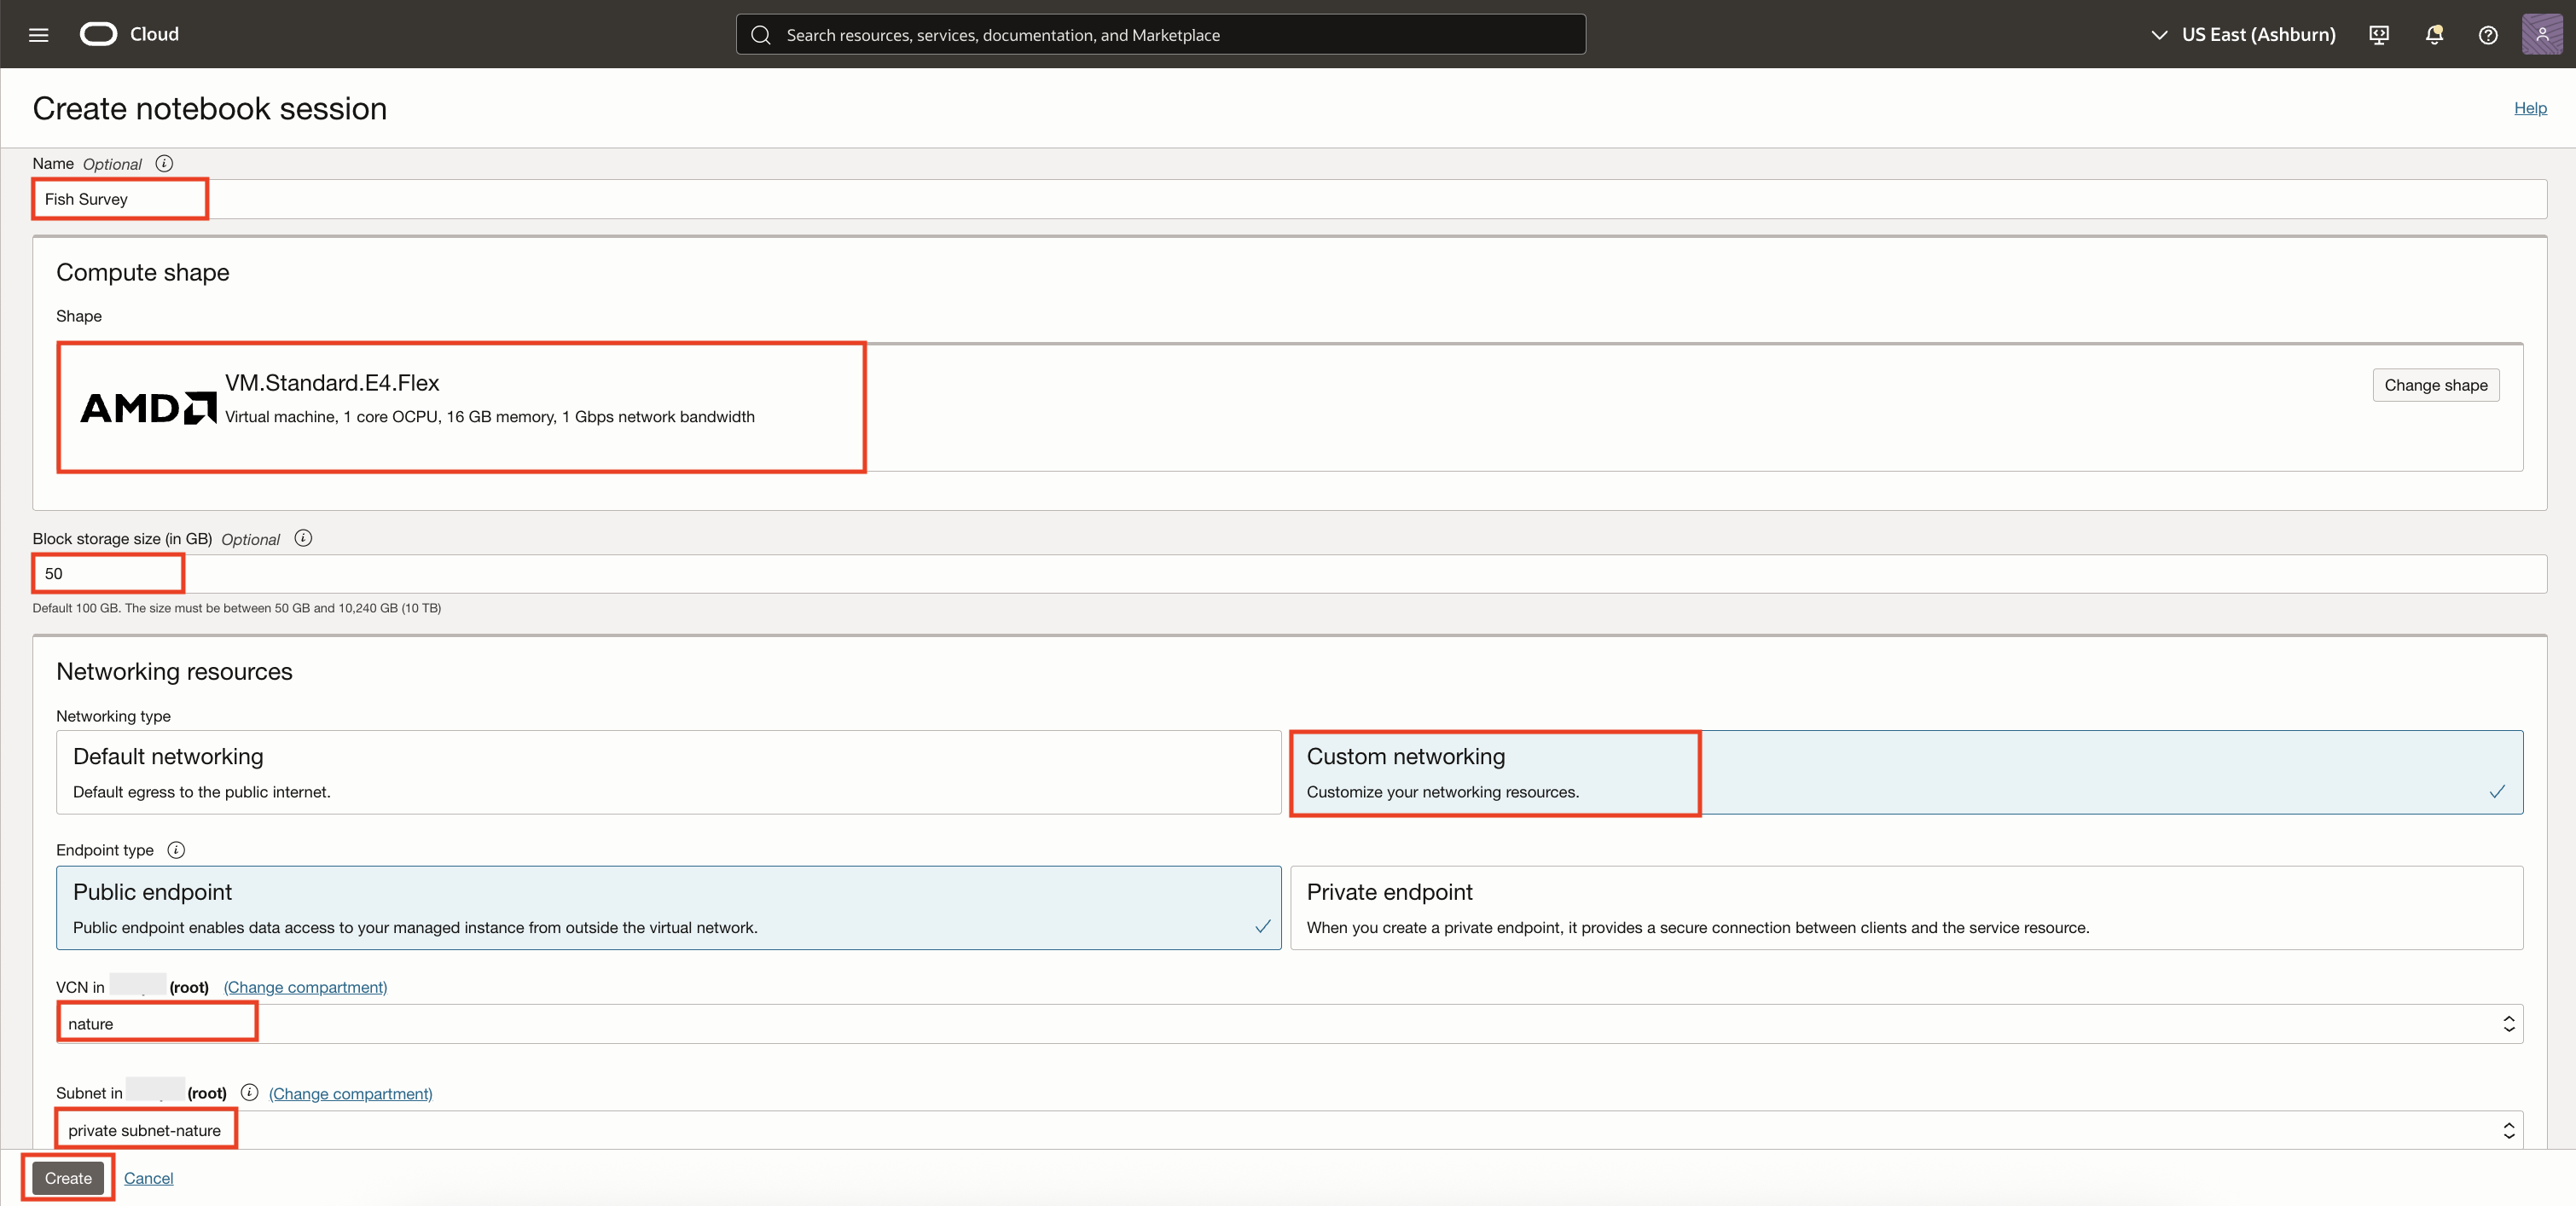 Cloud
Search resources, services, documentation, and Marketplace
US East (Ashburn)
Create notebook session
Help
Name Optional
Fish Survey
Compute shape
Shape
AMD
VM.Standard.E4.Flex
Virtual machine, 1 core OCPU, 16 GB memory, 1 Gbps network bandwidth
Change shape
Block storage size (in GB) Optional
50
Default 100 GB. The size must be between 50 GB and 10,240 GB (10 TB)
Networking resources
Networking type
Default networking
Default egress to the public internet.
Custom networking
Customize your networking resources.
Endpoint type
Public endpoint
Public endpoint enables data access to your managed instance from outside the virtual network.
Private endpoint
When you create a private endpoint, it provides a secure connection between clients and the service resource.
VCN in (root) (Change compartment)
nature
Subnet in (root) (Change compartment)
private subnet-nature
Create Cancel